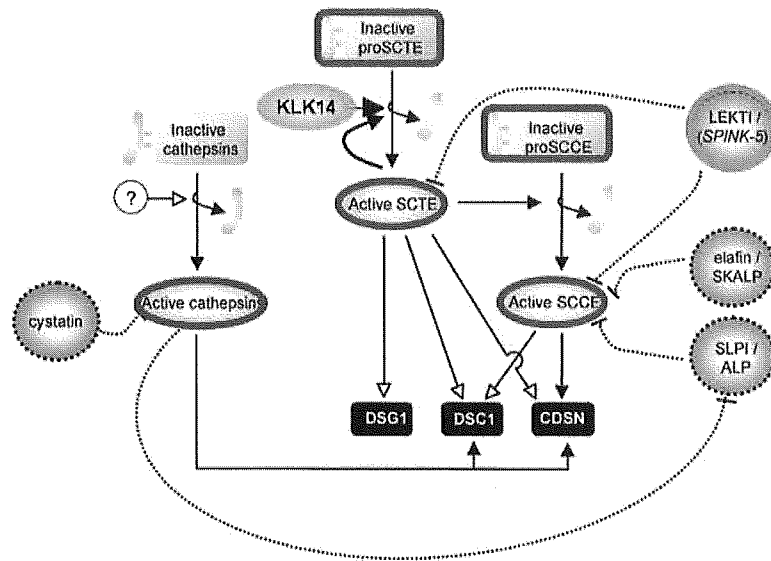 Inactive
proSCTE
KLK14
Inactive
cathepsins
Inactive
proSCCE
LEKTI /
(SPINK-5)
?
Active SCTE
elafin /
SKALP
Active cathepsin
Active SCCE
cystatin
SLPI /
ALP
DSG1
DSC1
CDSN